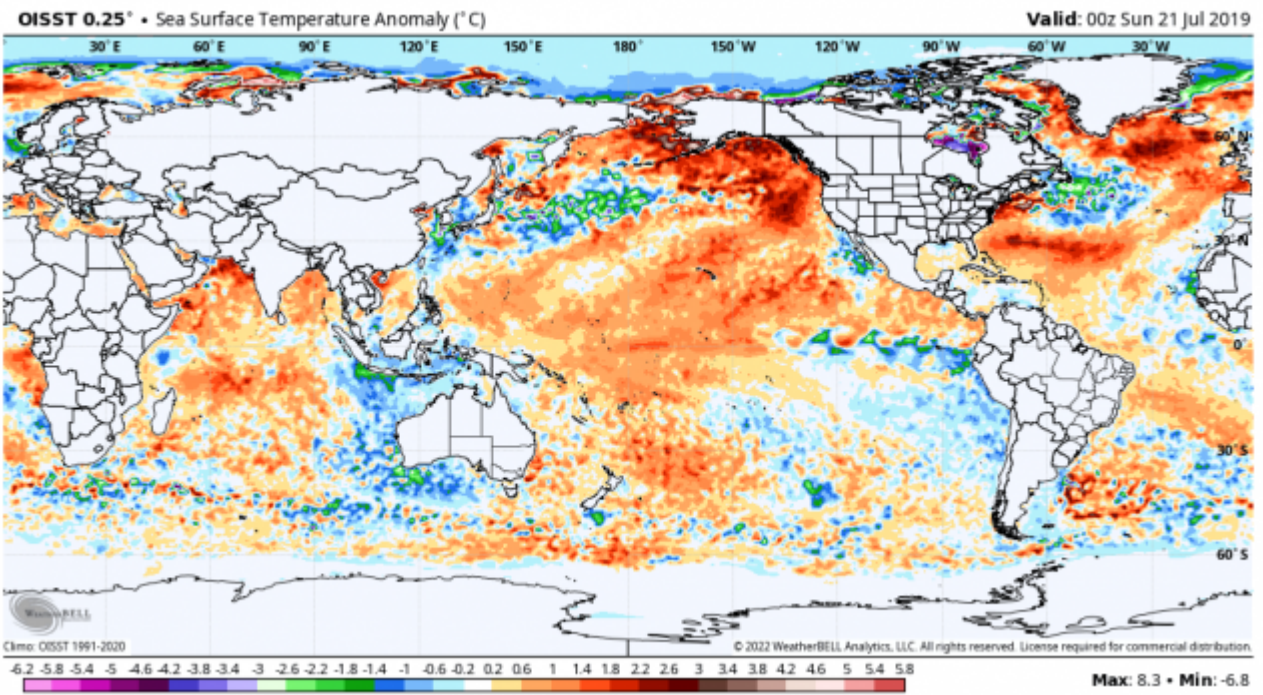 OISST 0.25° • Sea Surface Temperature Anomaly (°C)
Valid: 00z Sun 21 Jul 2019
30°E 60°E 90°E 120°E 150°E 180° 150°W 120°W 90°W 60°W 30°W
60°N
30°N
0°
30°S
60°S
WeatherBELL
Climo: OISST 1991-2020
© 2022 WeatherBELL Analytics, LLC. All rights reserved. License required for commercial distribution.
-6.2 -5.8 -5.4 -5 -4.6 -4.2 -3.8 -3.4 -3 -2.6 -2.2 -1.8 -1.4 -1 -0.6 -0.2 0.2 0.6 1 1.4 1.8 2.2 2.6 3 3.4 3.8 4.2 4.6 5 5.4 5.8
Max: 8.3 • Min: -6.8